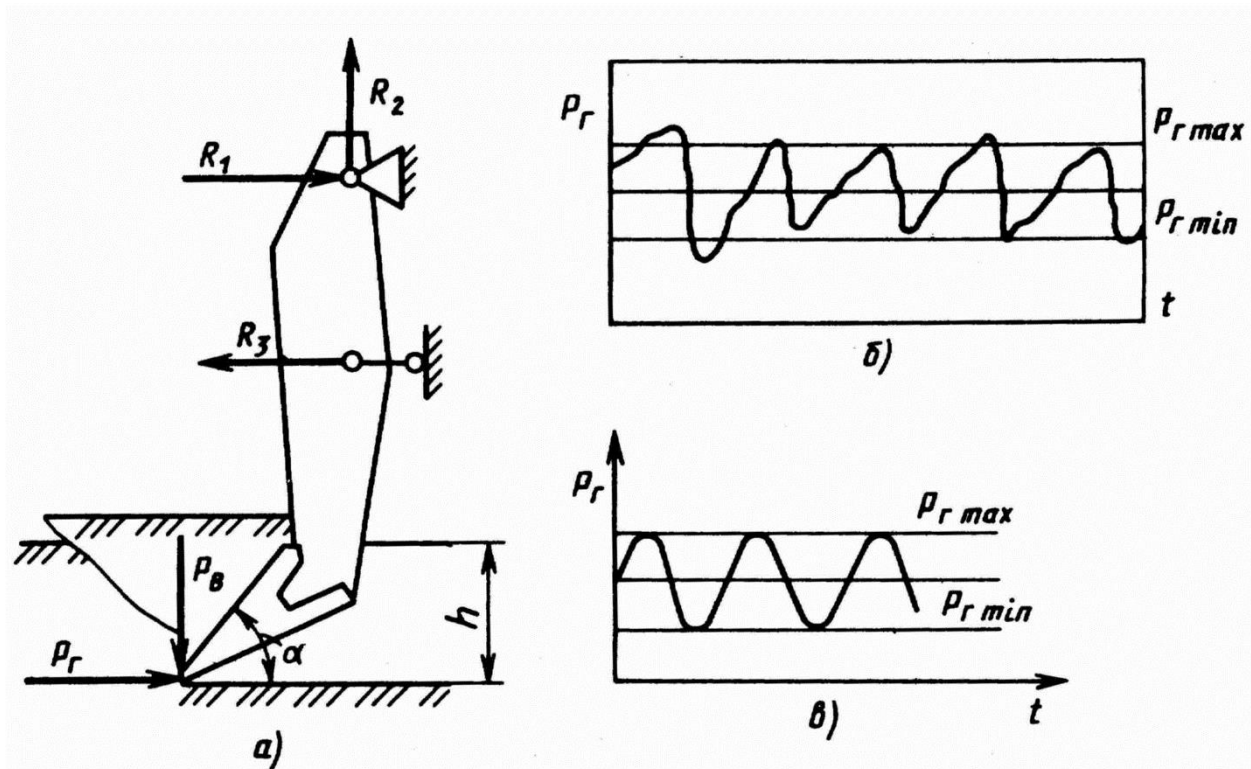 R₂
R₁
R₃
Pв
Pг
α
h
а)
Pг
Pг max
Pг min
t
б)
Pг
Pг max
Pг min
t
в)